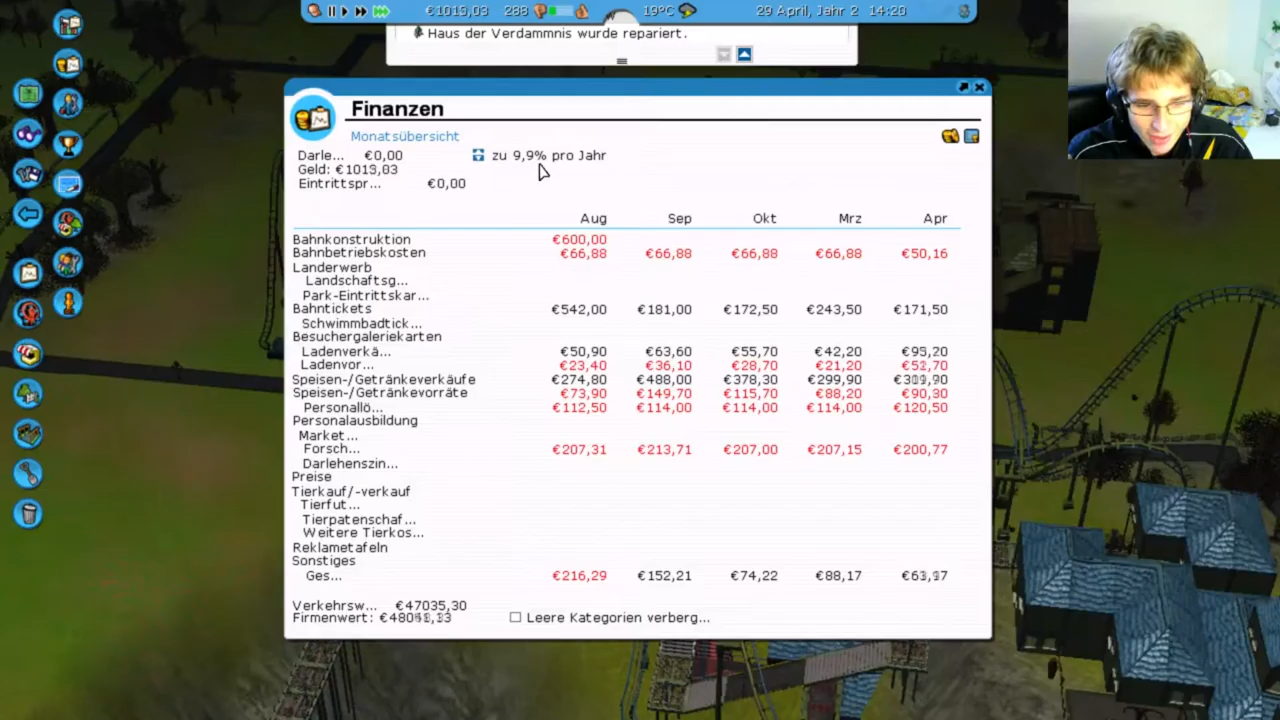 €1013,03 288 19°C 29 April, Jahr 2 14:20
Haus der Verdammnis wurde repariert.
Finanzen
Monatsübersicht
Darle... €0,00 zu 9,9% pro Jahr
Geld: €1013,03
Eintrittspr... €0,00
Aug Sep Okt Mrz Apr
Bahnkonstruktion €600,00
Bahnbetriebskosten €66,88 €66,88 €66,88 €66,88 €50,16
Landerwerb
Landschaftsg...
Park-Eintrittskar...
Bahntickets €542,00 €181,00 €172,50 €243,50 €171,50
Schwimmbadtick...
Besuchergaleriekarten
Ladenverkä... €50,90 €63,60 €55,70 €42,20 €93,20
Ladenvor... €23,40 €36,10 €28,70 €21,20 €52,70
Speisen-/Getränkeverkäufe €274,80 €488,00 €378,30 €299,90
Speisen-/Getränkevorräte €73,90 €149,70 €115,70 €88,20 €90,30
Personallö... €112,50 €114,00 €114,00 €114,00 €120,50
Personalausbildung
Market...
Forsch... €207,31 €213,71 €207,00 €207,15 €200,77
Darlehenszin...
Preise
Tierkauf/-verkauf
Tierfut...
Tierpatenschaf...
Weitere Tierkos...
Reklametafeln
Sonstiges
Ges... €216,29 €152,21 €74,22 €88,17
Verkehrsw... €47035,30
Firmenwert:
Leere Kategorien verberg...